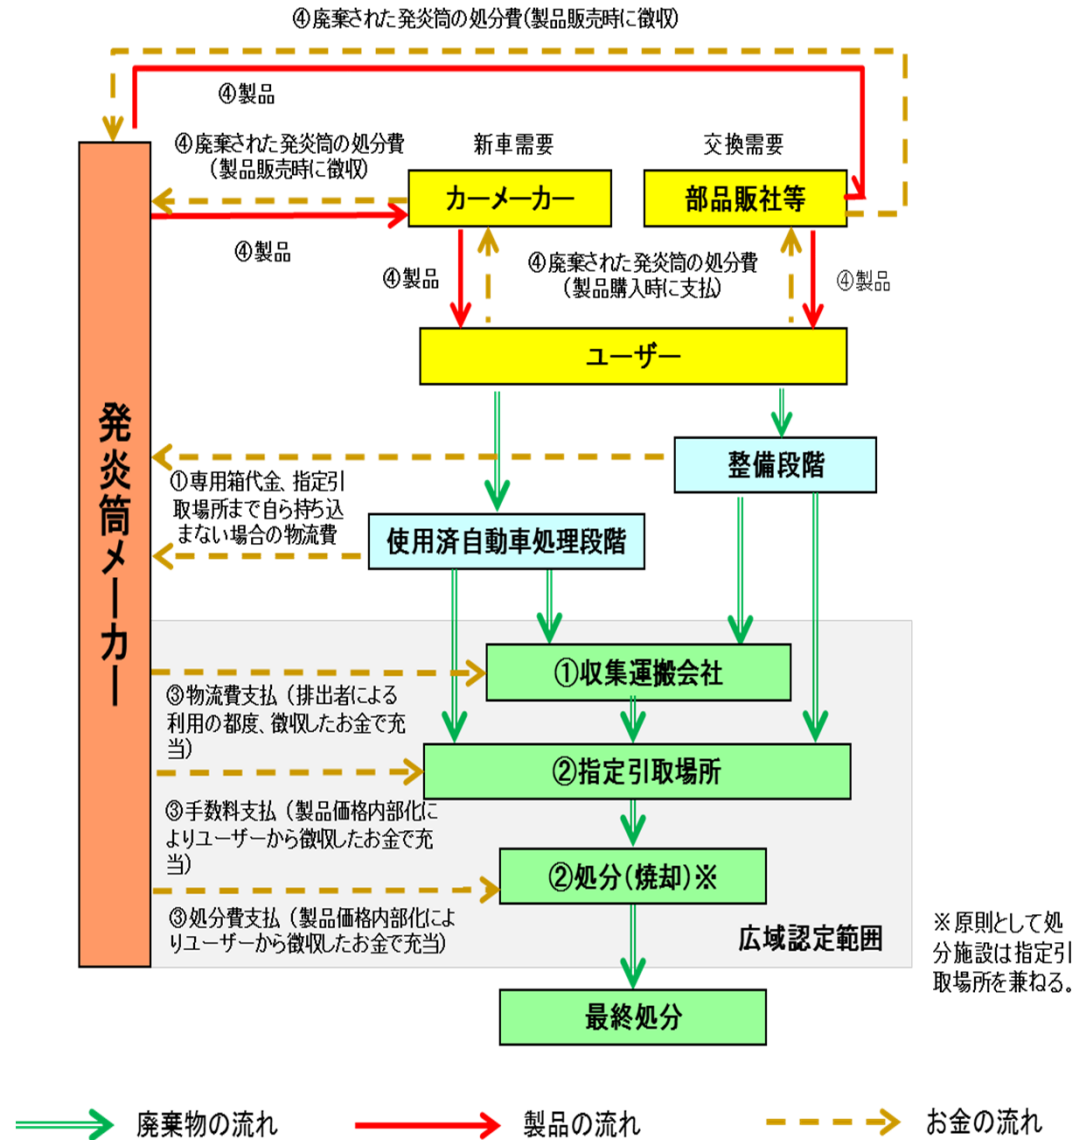 ④廃棄された発炎筒の処分費(製品販売時に徴収)
④製品
④廃棄された発炎筒の処分費
(製品販売時に徴収)
新車需要
交換需要
カーメーカー
部品販社等
④製品
④製品
④廃棄された発炎筒の処分費
(製品購入時に支払)
④製品
ユーザー
発炎筒メーカー
整備段階
①専用箱代金、指定引
取場所まで自ら持ち込
まない場合の物流費
使用済自動車処理段階
①収集運搬会社
③物流費支払(排出者による
利用の都度、徴収したお金で充
当)
②指定引取場所
③手数料支払(製品価格内部化に
よりユーザーから徴収したお金で充
当)
②処分(焼却)※
③処分費支払(製品価格内部化によ
りユーザーから徴収したお金で充当)
広域認定範囲
※原則として処
分施設は指定引
取場所を兼ねる。
最終処分
廃棄物の流れ
製品の流れ
お金の流れ